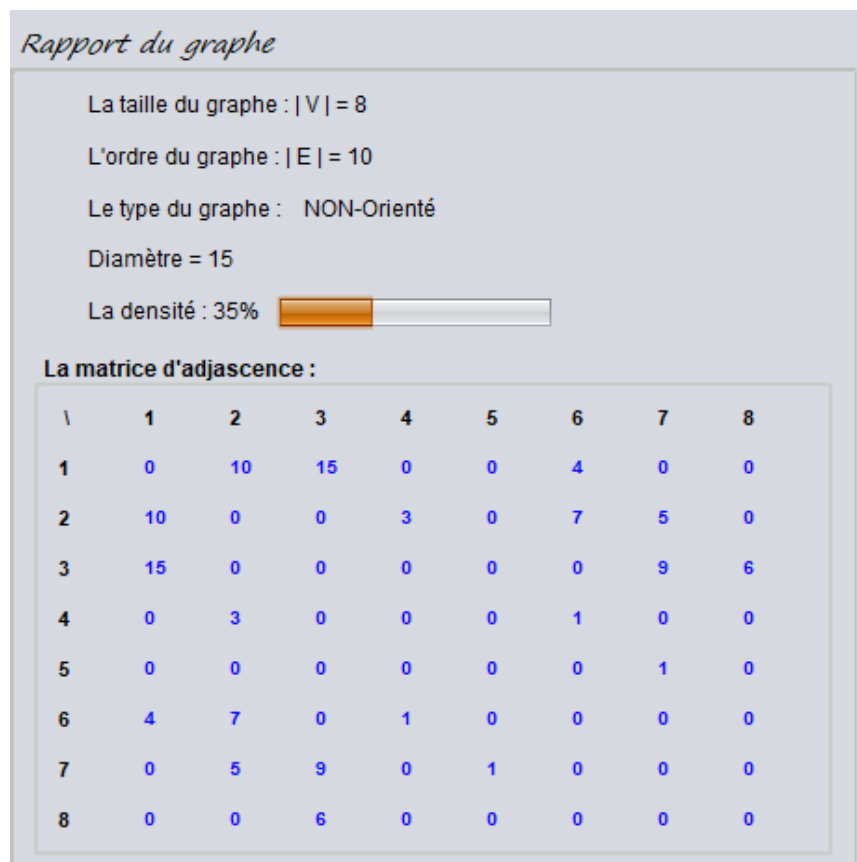 Rapport du graphe
La taille du graphe : | V | = 8
L'ordre du graphe : | E | = 10
Le type du graphe : NON-Orienté
Diamètre = 15
La densité : 35%
La matrice d'adjascence :
\ 1 2 3 4 5 6 7 8
1 0 10 15 0 0 4 0 0
2 10 0 0 3 0 7 5 0
3 15 0 0 0 0 0 9 6
4 0 3 0 0 0 1 0 0
5 0 0 0 0 0 0 1 0
6 4 7 0 1 0 0 0 0
7 0 5 9 0 1 0 0 0
8 0 0 6 0 0 0 0 0